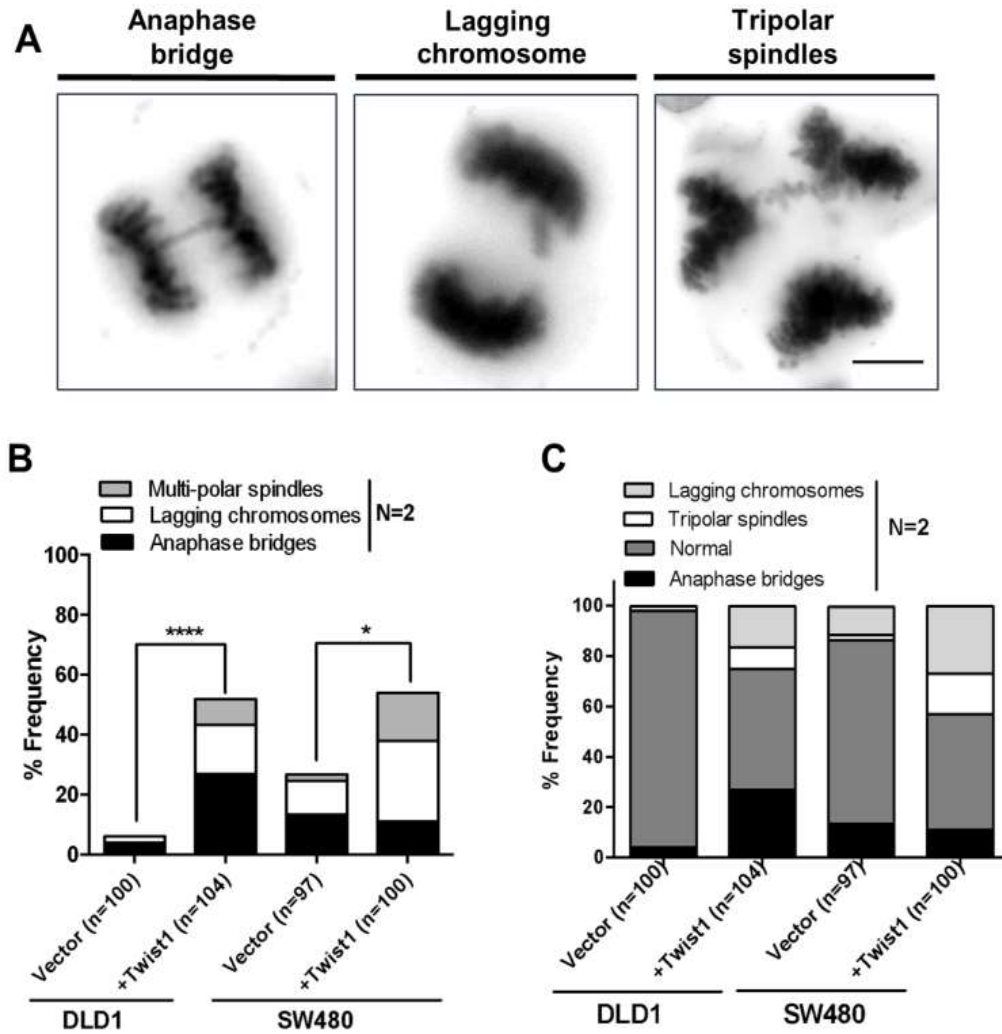 A
Anaphase
bridge
Lagging
chromosome
Tripolar
spindles
B
Multi-polar spindles
Lagging chromosomes
Anaphase bridges
N=2
% Frequency
100
80
60
40
20
0
****
*
Vector (n=100)
+Twist1 (n=104)
Vector (n=97)
+Twist1 (n=100)
DLD1
SW480
C
Lagging chromosomes
Tripolar spindles
Normal
Anaphase bridges
N=2
% Frequency
100
80
60
40
20
0
Vector (n=100)
+Twist1 (n=104)
Vector (n=97)
+Twist1 (n=100)
DLD1
SW480